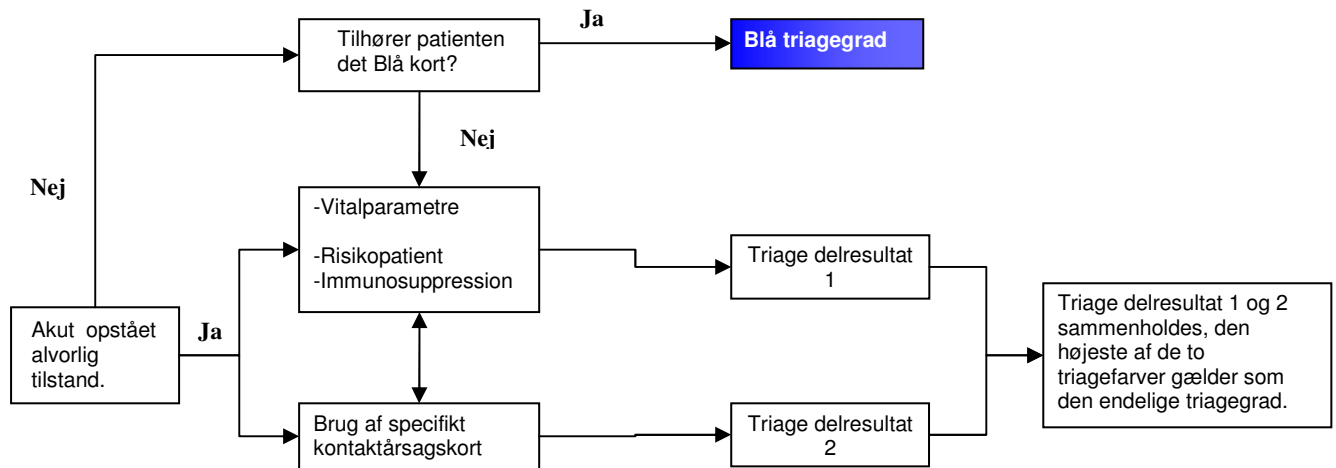 Ja
Tilhører patienten
det Blå kort?
Blå triagegrad
Nej
Nej
-Vitalparametre
-Risikopatient
-Immunosuppression
Triage delresultat
1
Akut opstået
alvorlig
tilstand.
Ja
Triage delresultat 1 og 2
sammenholdes, den
højeste af de to
triagefarver gælder som
den endelige triagegrad.
Brug af specifikt
kontaktårsagskort
Triage delresultat
2